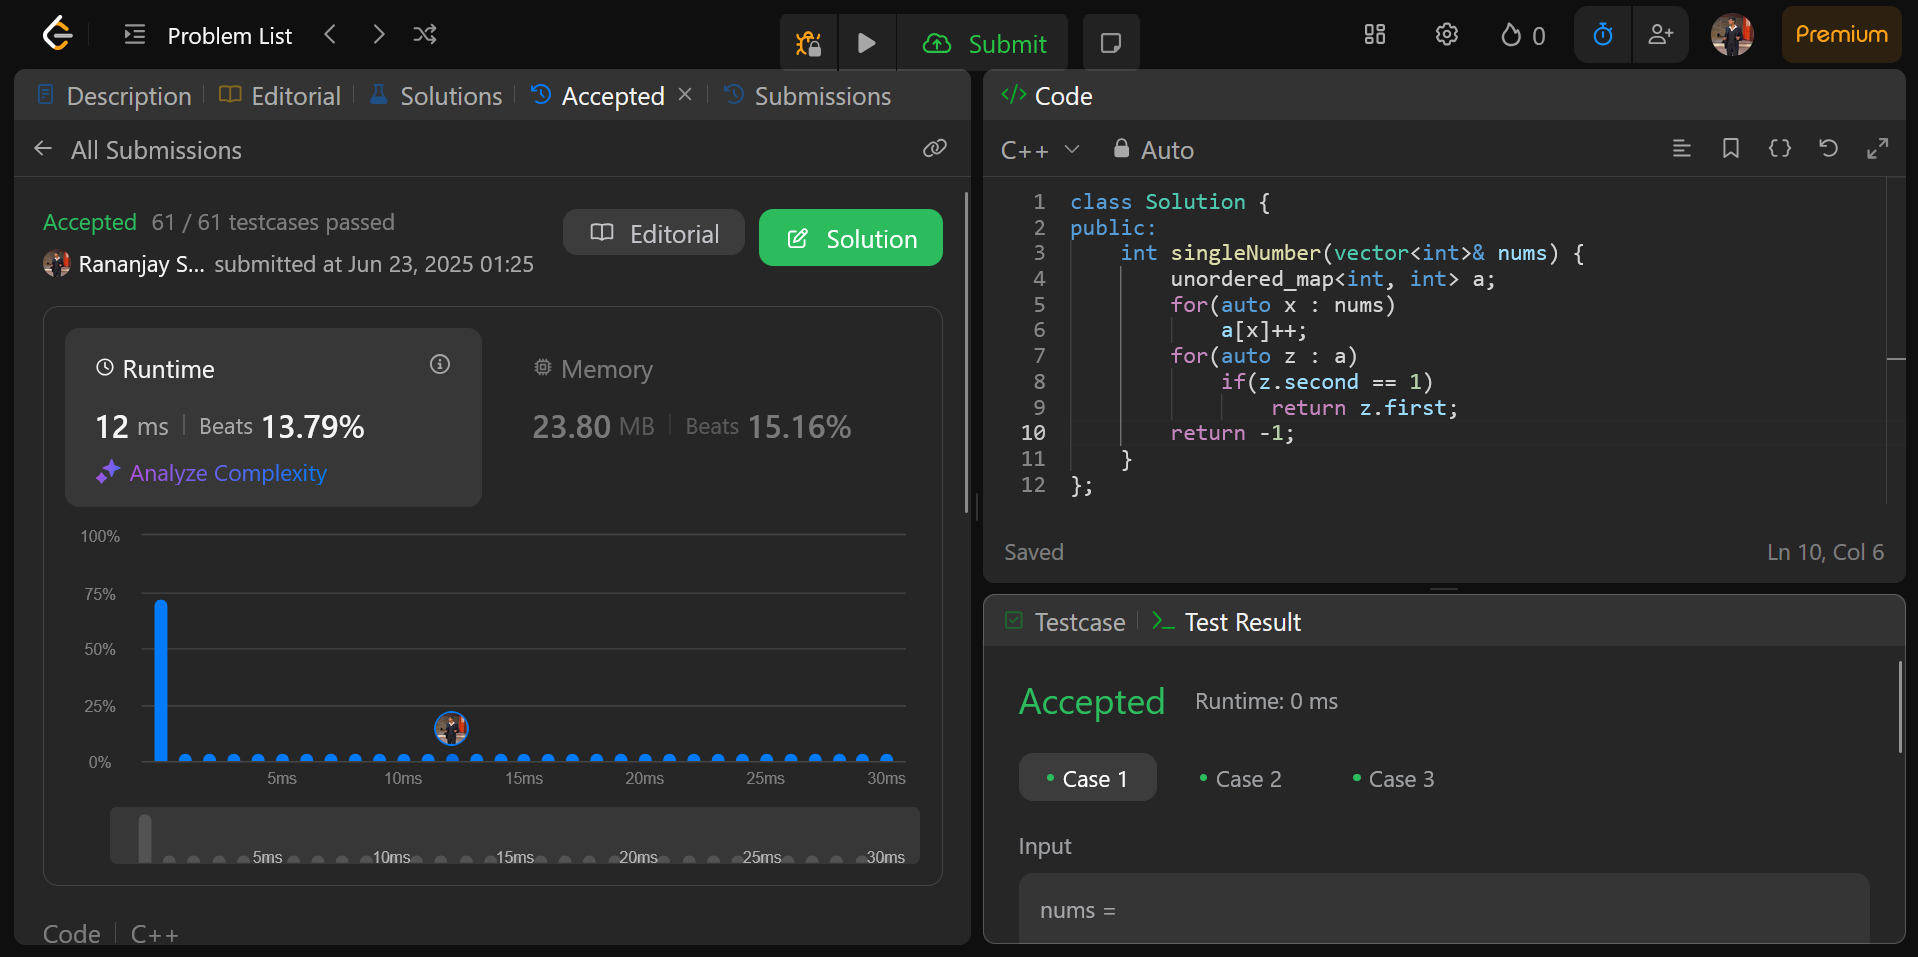 Problem List
Submit
0
Premium
Description
Editorial
Solutions
Accepted
Submissions
All Submissions
Accepted 61 / 61 testcases passed
Rananjay S... submitted at Jun 23, 2025 01:25
Editorial
Solution
Runtime
12 ms
Beats 13.79%
Analyze Complexity
Memory
23.80 MB
Beats 15.16%
100%
75%
50%
25%
0%
5ms 10ms 15ms 20ms 25ms 30ms
5ms 10ms 15ms 20ms 25ms 30ms
Code
C++
Code
C++
Auto
1 class Solution {
2 public:
3     int singleNumber(vector<int>& nums) {
4         unordered_map<int, int> a;
5         for(auto x : nums)
6             a[x]++;
7         for(auto z : a)
8             if(z.second == 1)
9                 return z.first;
10         return -1;
11     }
12 };
Saved
Ln 10, Col 6
Testcase
Test Result
Accepted Runtime: 0 ms
Case 1
Case 2
Case 3
Input
nums =